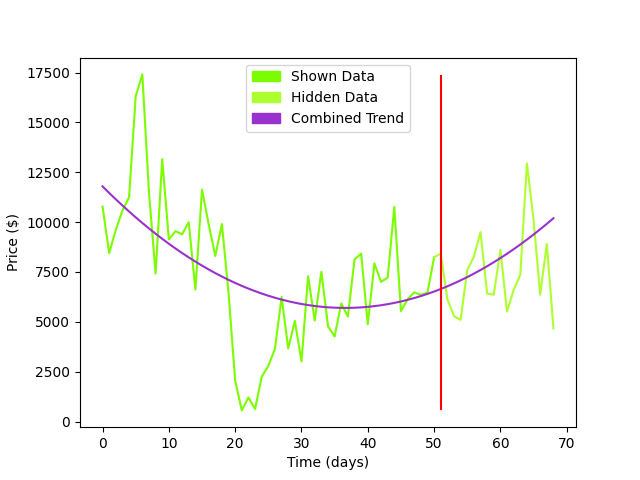 Shown Data
Hidden Data
Combined Trend
17500
15000
12500
10000
7500
5000
2500
0
Price ($)
0 10 20 30 40 50 60 70
Time (days)